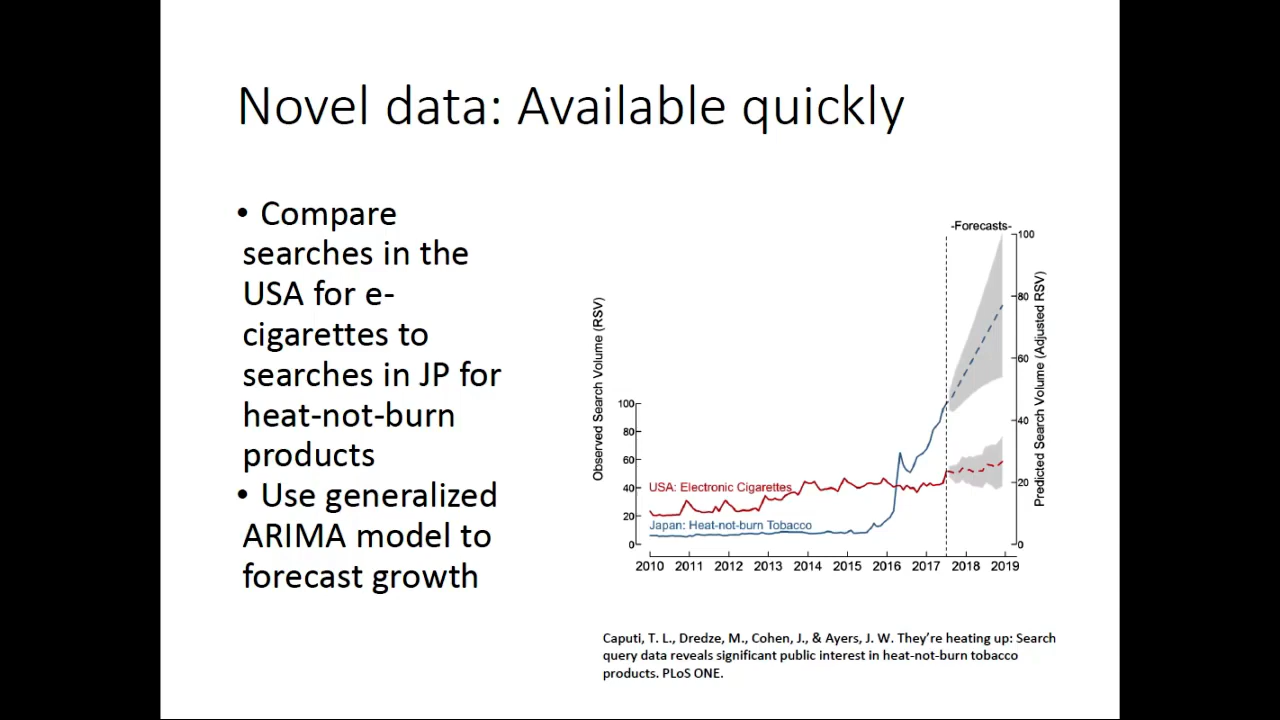 Novel data: Available quickly
• Compare
searches in the
USA for e-
cigarettes to
searches in JP for
heat-not-burn
products
• Use generalized
ARIMA model to
forecast growth
-Forecasts-
Observed Search Volume (RSV)
100
80
60
40
20
0
USA: Electronic Cigarettes
Japan: Heat-not-burn Tobacco
2010 2011 2012 2013 2014 2015 2016 2017 2018 2019
100
80
60
40
20
0
Predicted Search Volume (Adjusted RSV)
Caputi, T. L., Dredze, M., Cohen, J., & Ayers, J. W. They’re heating up: Search
query data reveals significant public interest in heat-not-burn tobacco
products. PLoS ONE.